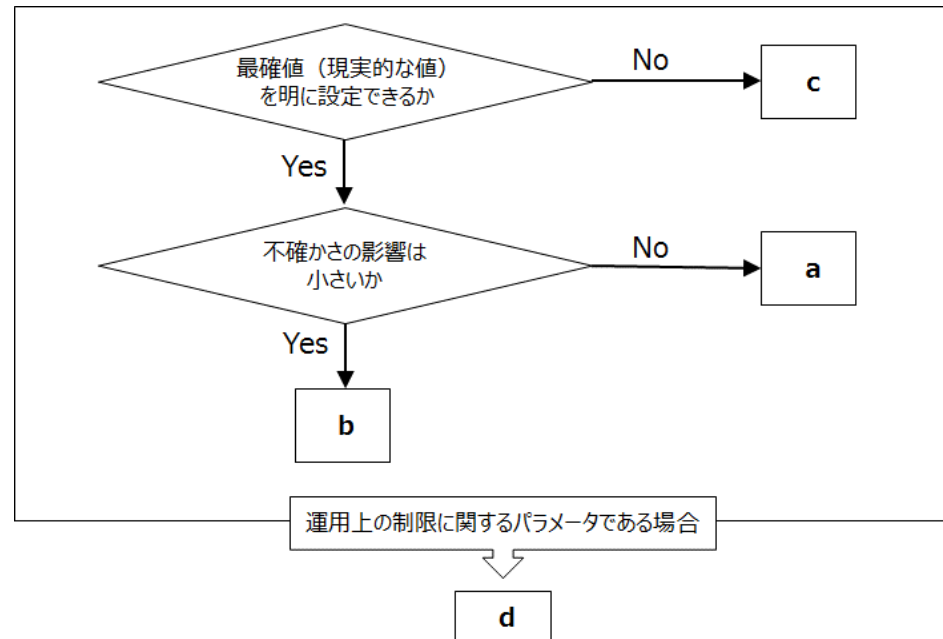 最確値（現実的な値）
を明に設定できるか
No
c
Yes
不確かさの影響は
小さいか
No
a
Yes
b
運用上の制限に関するパラメータである場合
d